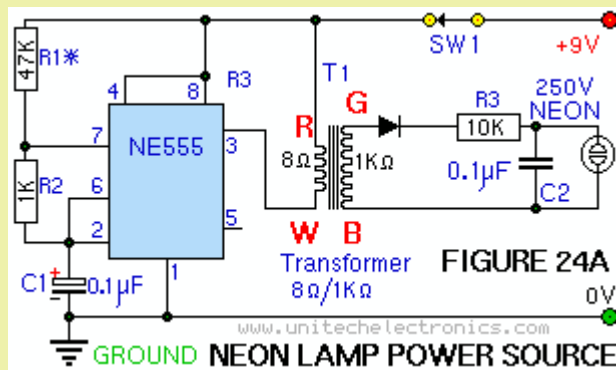 SW1
+9V
47K
R1*
R3
T1
4
8
R
G
250V
NEON
R3
10K
7
NE555
3
8Ω
1KΩ
0.1µF
C2
1K
R2
6
2
5
W
B
FIGURE 24A
Transformer
8Ω/1KΩ
C1
+
-
0.1µF
1
0V
www.unitechelectronics.com
GROUND
NEON LAMP POWER SOURCE